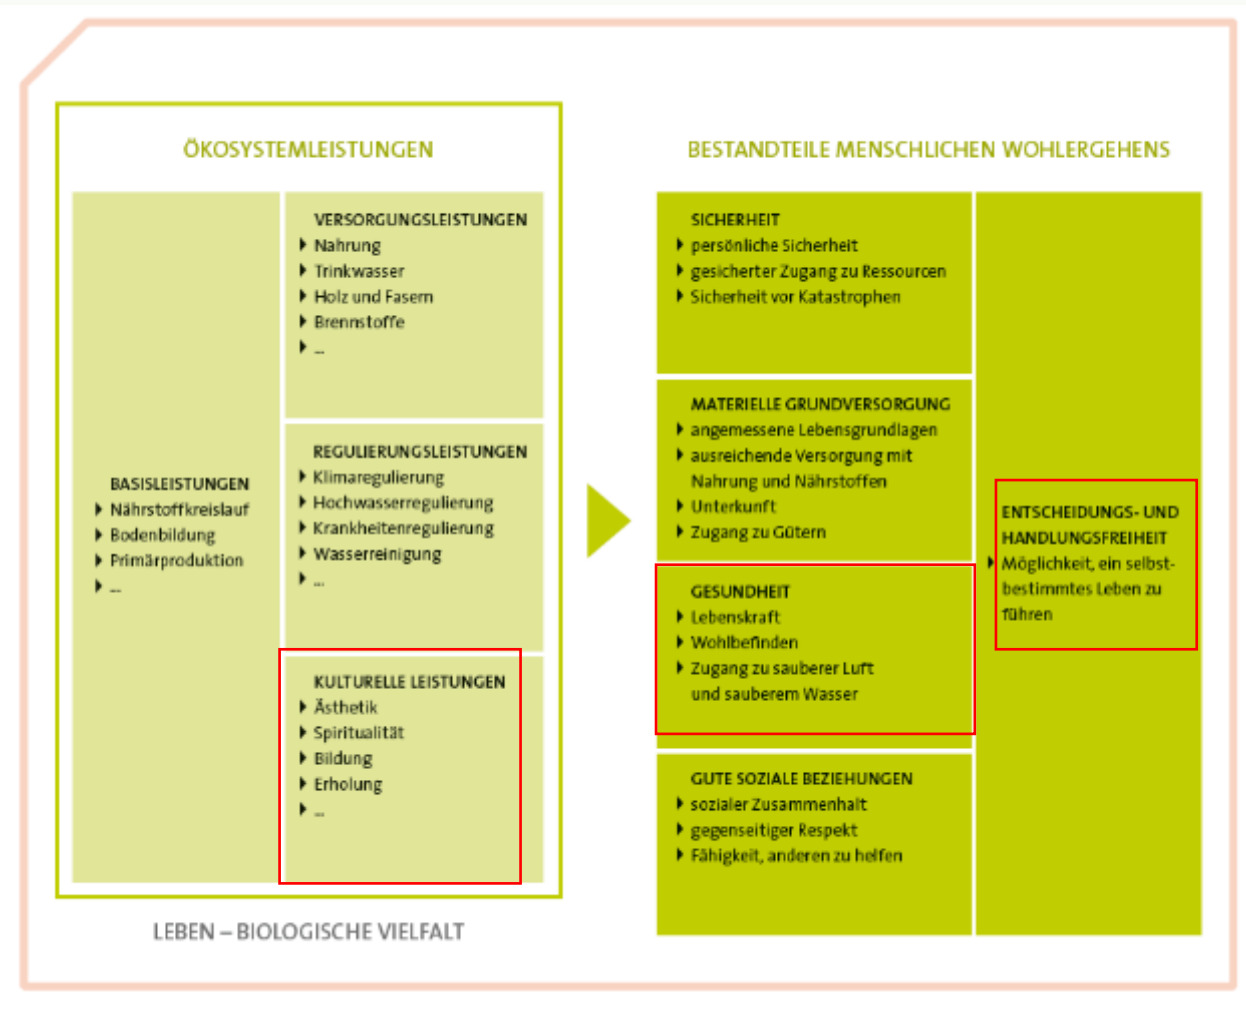 ÖKOSYSTEMLEISTUNGEN
BASISLEISTUNGEN
Nährstoffkreislauf
Bodenbildung
Primärproduktion
...
VERSORGUNGSLEISTUNGEN
Nahrung
Trinkwasser
Holz und Fasern
Brennstoffe
...
REGULIERUNGSLEISTUNGEN
Klimaregulierung
Hochwasserregulierung
Krankheitenregulierung
Wasserreinigung
...
KULTURELLE LEISTUNGEN
Ästhetik
Spiritualität
Bildung
Erholung
...
LEBEN – BIOLOGISCHE VIELFALT
BESTANDTEILE MENSCHLICHEN WOHLERGEHENS
SICHERHEIT
persönliche Sicherheit
gesicherter Zugang zu Ressourcen
Sicherheit vor Katastrophen
MATERIELLE GRUNDVERSORGUNG
angemessene Lebensgrundlagen
ausreichende Versorgung mit
Nahrung und Nährstoffen
Unterkunft
Zugang zu Gütern
GESUNDHEIT
Lebenskraft
Wohlbefinden
Zugang zu sauberer Luft
und sauberem Wasser
GUTE SOZIALE BEZIEHUNGEN
sozialer Zusammenhalt
gegenseitiger Respekt
Fähigkeit, anderen zu helfen
ENTSCHEIDUNGS- UND
HANDLUNGSFREIHEIT
Möglichkeit, ein selbst-
bestimmtes Leben zu
führen